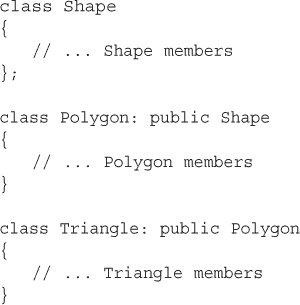 class Shape
{
// ... Shape members
};
class Polygon: public Shape
{
// ... Polygon members
}
class Triangle: public Polygon
{
// ... Triangle members
}